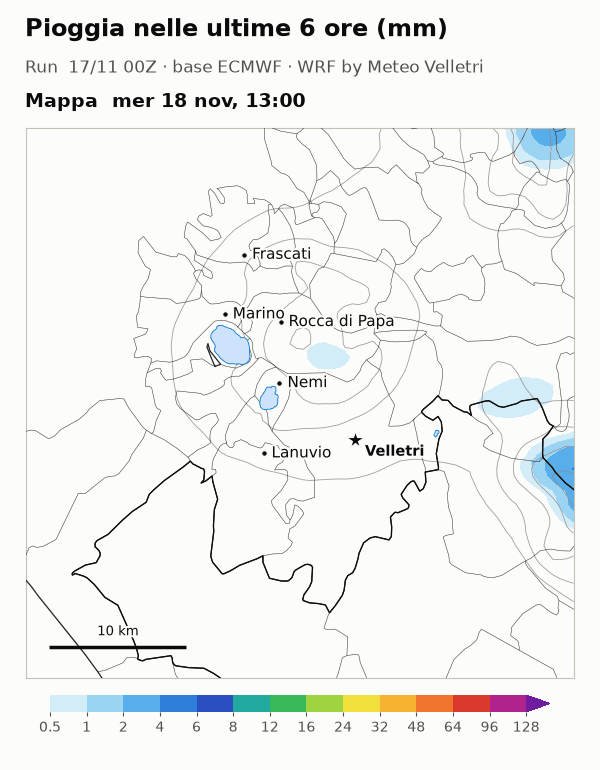 Pioggia nelle ultime 6 ore (mm)
Run  17/11 00Z · base ECMWF · WRF by Meteo Velletri
Mappa  mer 18 nov, 13:00
Frascati
Marino
Rocca di Papa
Nemi
Velletri
Lanuvio
10 km
0.5 1 2 4 6 8 12 16 24 32 48 64 96 128